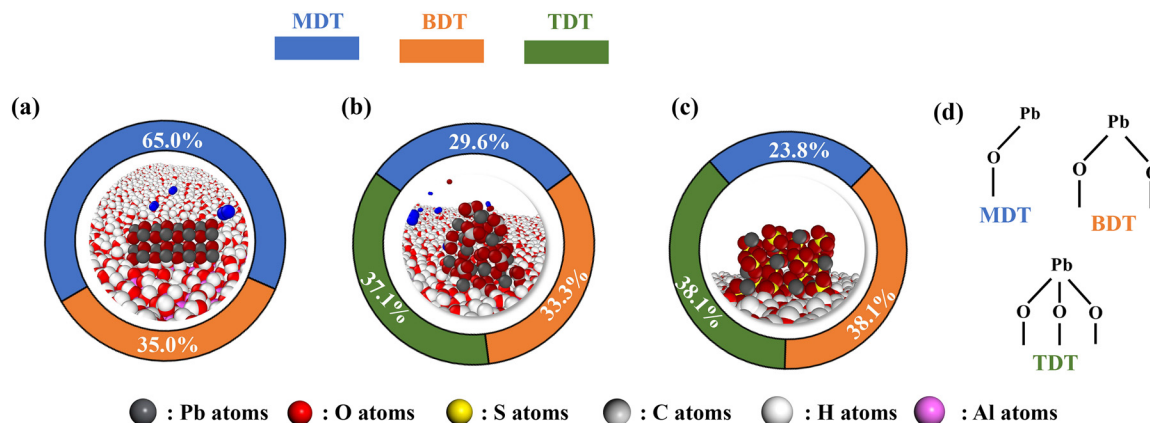 MDT BDT TDT
(a) (b) (c) (d)
65.0%
35.0%
29.6%
37.1%
33.3%
23.8%
38.1%
38.1%
Pb
O
MDT
Pb
O O
BDT
Pb
O O O
TDT
: Pb atoms : O atoms : S atoms : C atoms : H atoms : Al atoms